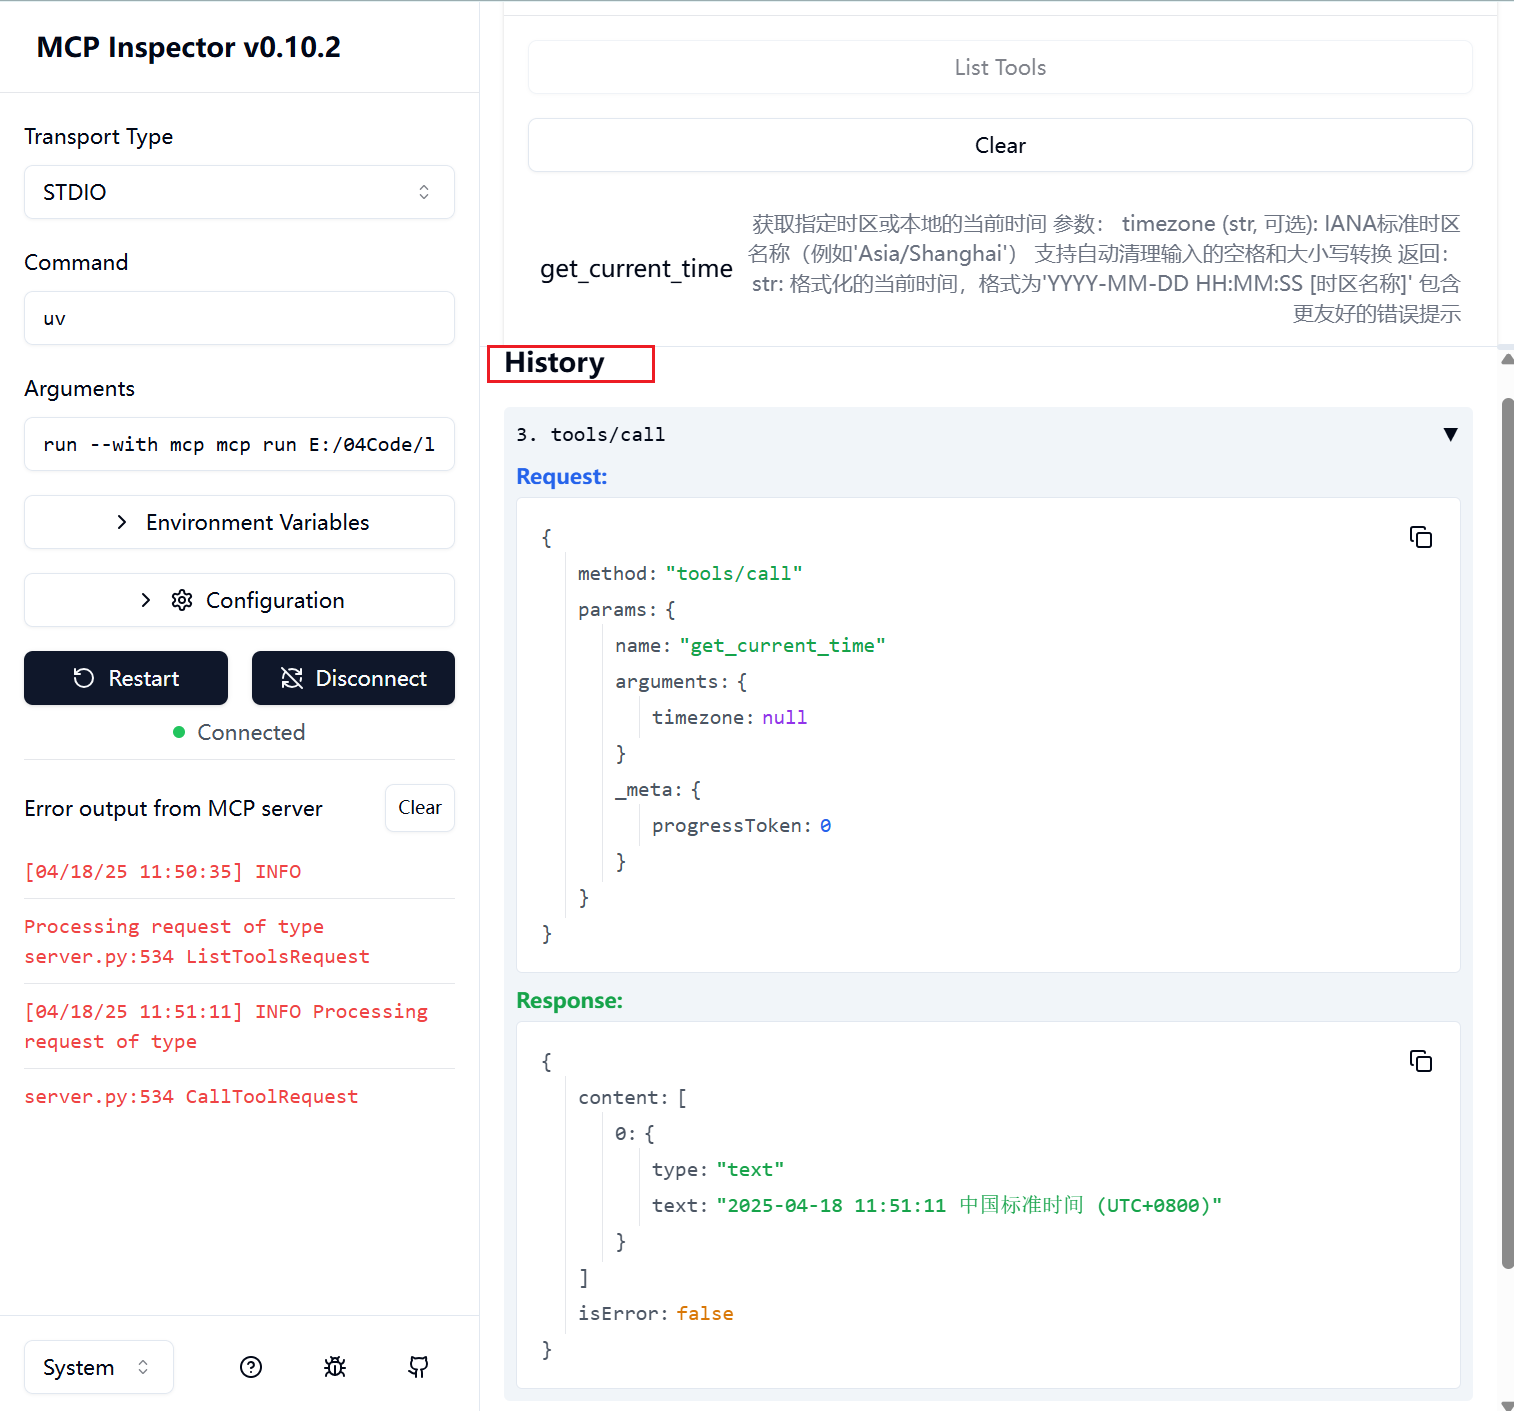 MCP Inspector v0.10.2
Transport Type
STDIO
Command
uv
Arguments
run --with mcp mcp run E:/04Code/l
Environment Variables
Configuration
Restart
Disconnect
Connected
Error output from MCP server
Clear
[04/18/25 11:50:35] INFO
Processing request of type
server.py:534 ListToolsRequest
[04/18/25 11:51:11] INFO Processing
request of type
server.py:534 CallToolRequest
System
List Tools
Clear
get_current_time
获取指定时区或本地的当前时间 参数： timezone (str, 可选): IANA标准时区
名称（例如'Asia/Shanghai'） 支持自动清理输入的空格和大小写转换 返回：
str: 格式化的当前时间，格式为'YYYY-MM-DD HH:MM:SS [时区名称]' 包含
更友好的错误提示
History
3. tools/call
Request:
{
method: "tools/call"
params: {
name: "get_current_time"
arguments: {
timezone: null
}
_meta: {
progressToken: 0
}
}
}
Response:
{
content: [
0: {
type: "text"
text: "2025-04-18 11:51:11 中国标准时间 (UTC+0800)"
}
]
isError: false
}